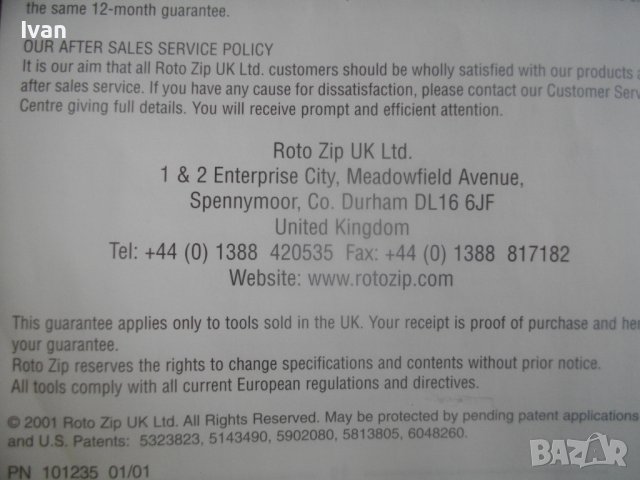 the same 12-month guarantee.
Ivan
OUR AFTER SALES SERVICE POLICY
It is our aim that all Roto Zip UK Ltd. customers should be wholly satisfied with our products a
after sales service. If you have any cause for dissatisfaction, please contact our Customer Serv
Centre giving full details. You will receive prompt and efficient attention.
Roto Zip UK Ltd.
1 & 2 Enterprise City, Meadowfield Avenue,
Spennymoor, Co. Durham DL16 6JF
United Kingdom
Tel: +44 (0) 1388 420535 Fax: +44 (0) 1388 817182
Website: www.rotozip.com
This guarantee applies only to tools sold in the UK. Your receipt is proof of purchase and hen
your guarantee.
Roto Zip reserves the rights to change specifications and contents without prior notice.
All tools comply with all current European regulations and directives.
© 2001 Roto Zip UK Ltd. All Rights Reserved. May be protected by pending patent applications
and U.S. Patents: 5323823, 5143490, 5902080, 5813805, 6048260.
PN 101235 01/01
BAZAR